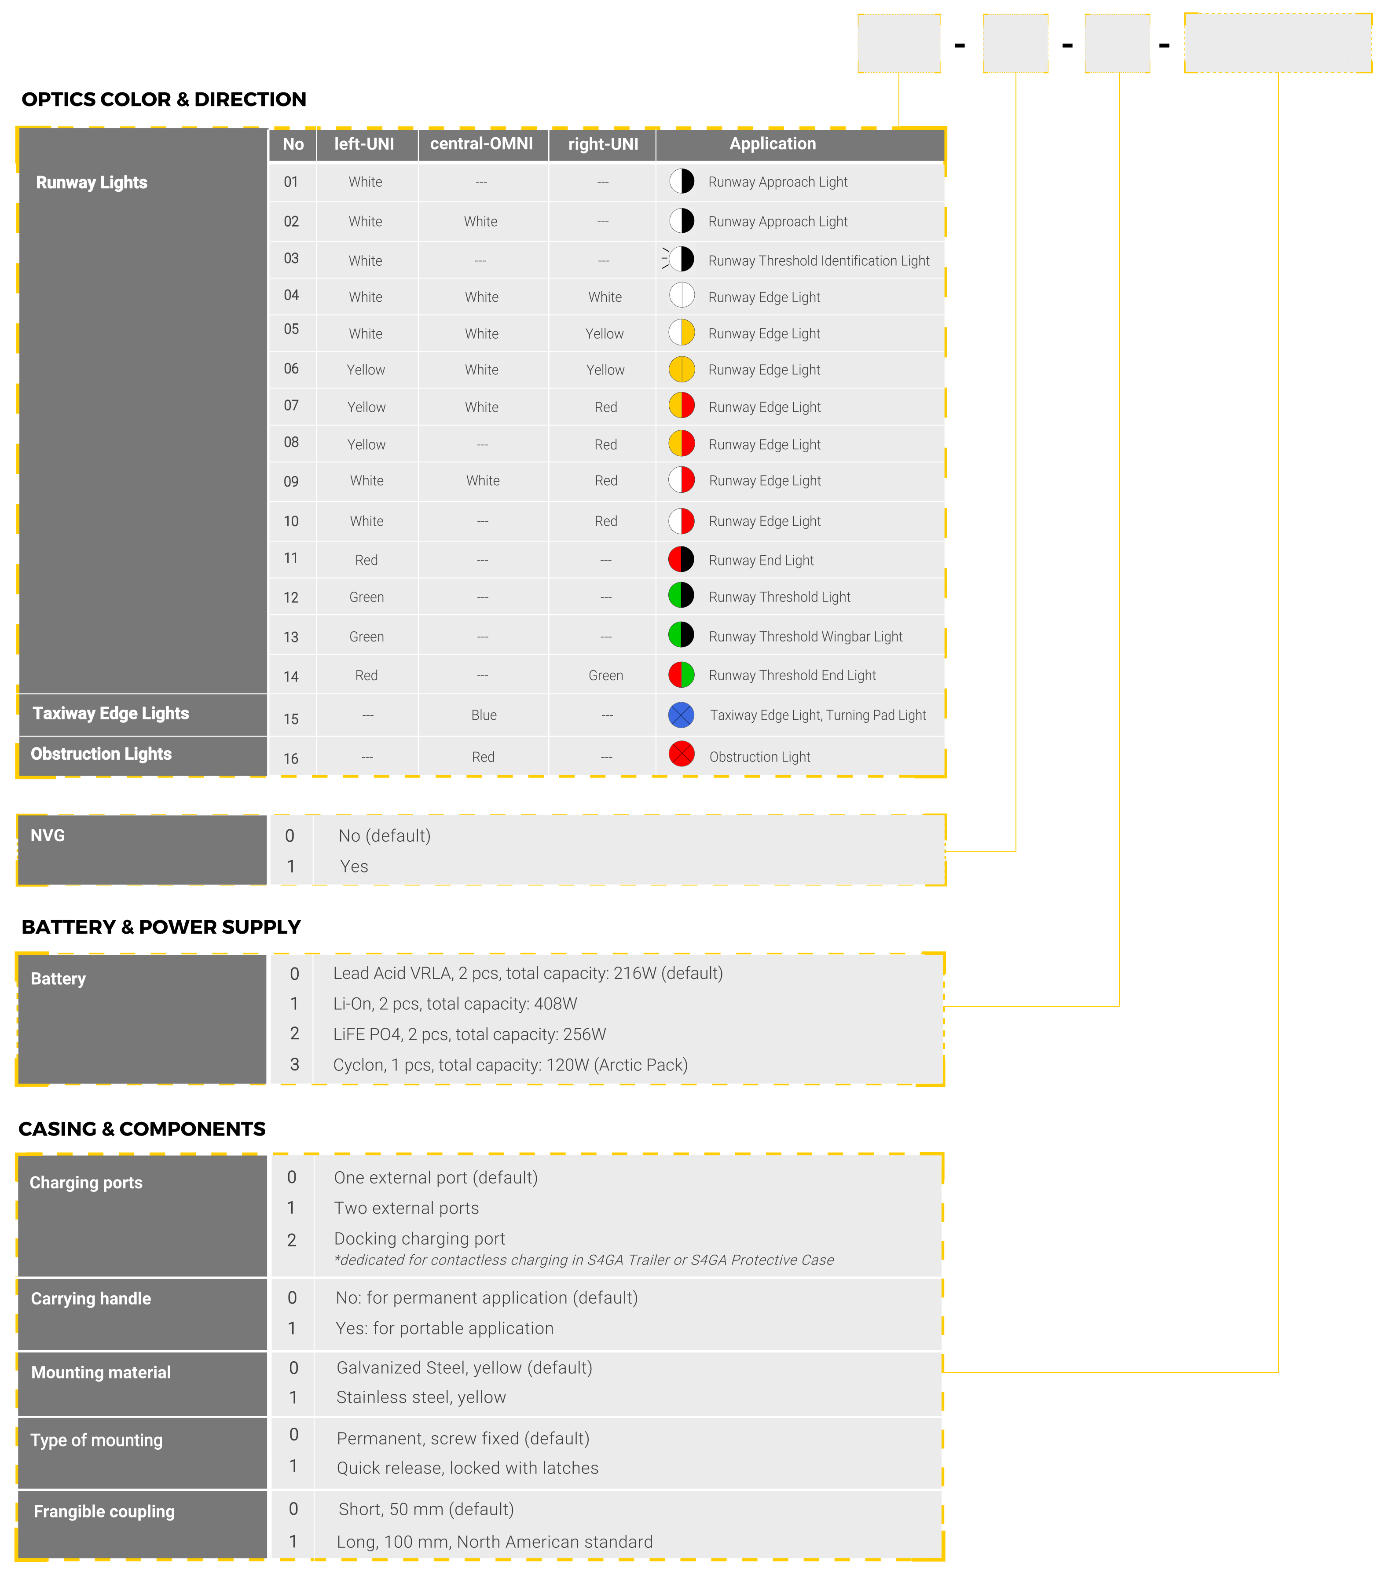 - - -
OPTICS COLOR & DIRECTION
No left-UNI central-OMNI right-UNI Application
Runway Lights
01 White --- --- Runway Approach Light
02 White White --- Runway Approach Light
03 White --- --- Runway Threshold Identification Light
04 White White White Runway Edge Light
05 White White Yellow Runway Edge Light
06 Yellow White Yellow Runway Edge Light
07 Yellow White Red Runway Edge Light
08 Yellow --- Red Runway Edge Light
09 White White Red Runway Edge Light
10 White --- Red Runway Edge Light
11 Red --- --- Runway End Light
12 Green --- --- Runway Threshold Light
13 Green --- --- Runway Threshold Wingbar Light
14 Red --- Green Runway Threshold End Light
Taxiway Edge Lights 15 --- Blue --- Taxiway Edge Light, Turning Pad Light
Obstruction Lights 16 --- Red --- Obstruction Light
NVG 0 No (default)
1 Yes
BATTERY & POWER SUPPLY
Battery 0 Lead Acid VRLA, 2 pcs, total capacity: 216W (default)
1 Li-On, 2 pcs, total capacity: 408W
2 LiFE PO4, 2 pcs, total capacity: 256W
3 Cyclon, 1 pcs, total capacity: 120W (Arctic Pack)
CASING & COMPONENTS
Charging ports 0 One external port (default)
1 Two external ports
2 Docking charging port
*dedicated for contactless charging in S4GA Trailer or S4GA Protective Case
Carrying handle 0 No: for permanent application (default)
1 Yes: for portable application
Mounting material 0 Galvanized Steel, yellow (default)
1 Stainless steel, yellow
Type of mounting 0 Permanent, screw fixed (default)
1 Quick release, locked with latches
Frangible coupling 0 Short, 50 mm (default)
1 Long, 100 mm, North American standard